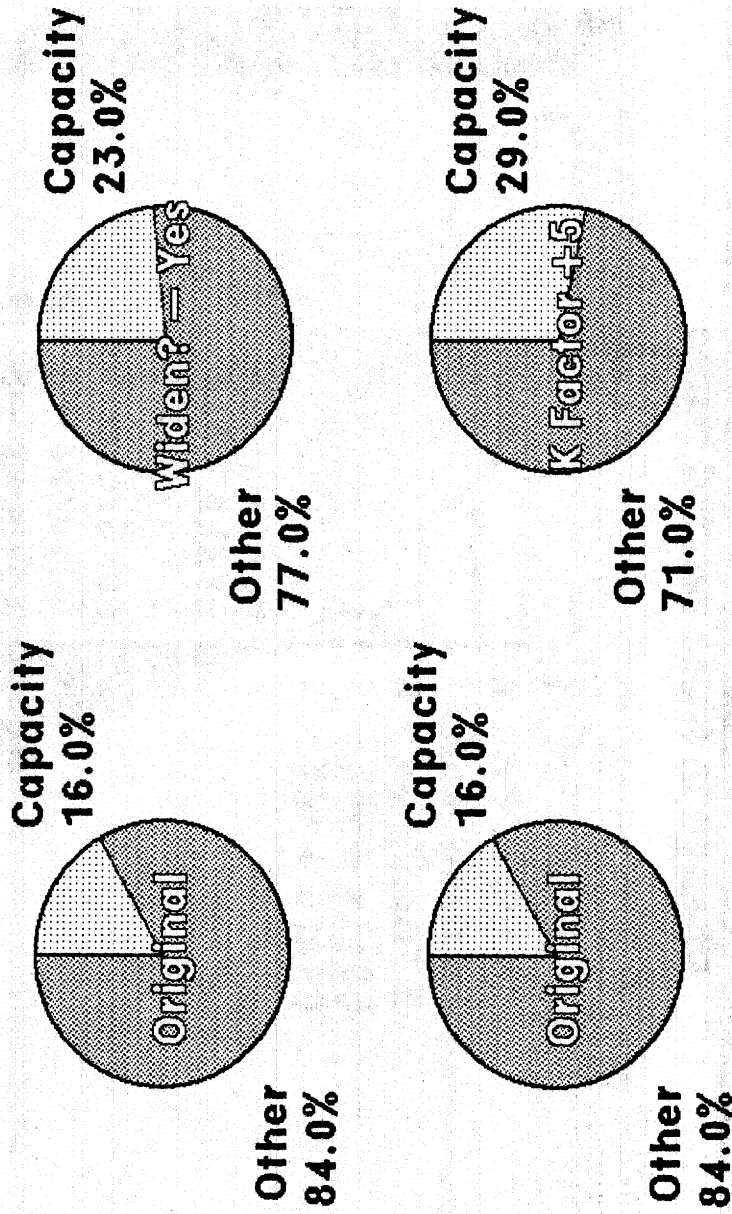 Capacity
16.0%
Original
Other
84.0%
Capacity
23.0%
Widen? – Yes
Other
77.0%
Capacity
16.0%
Original
Other
84.0%
Capacity
29.0%
K Factor +5
Other
71.0%